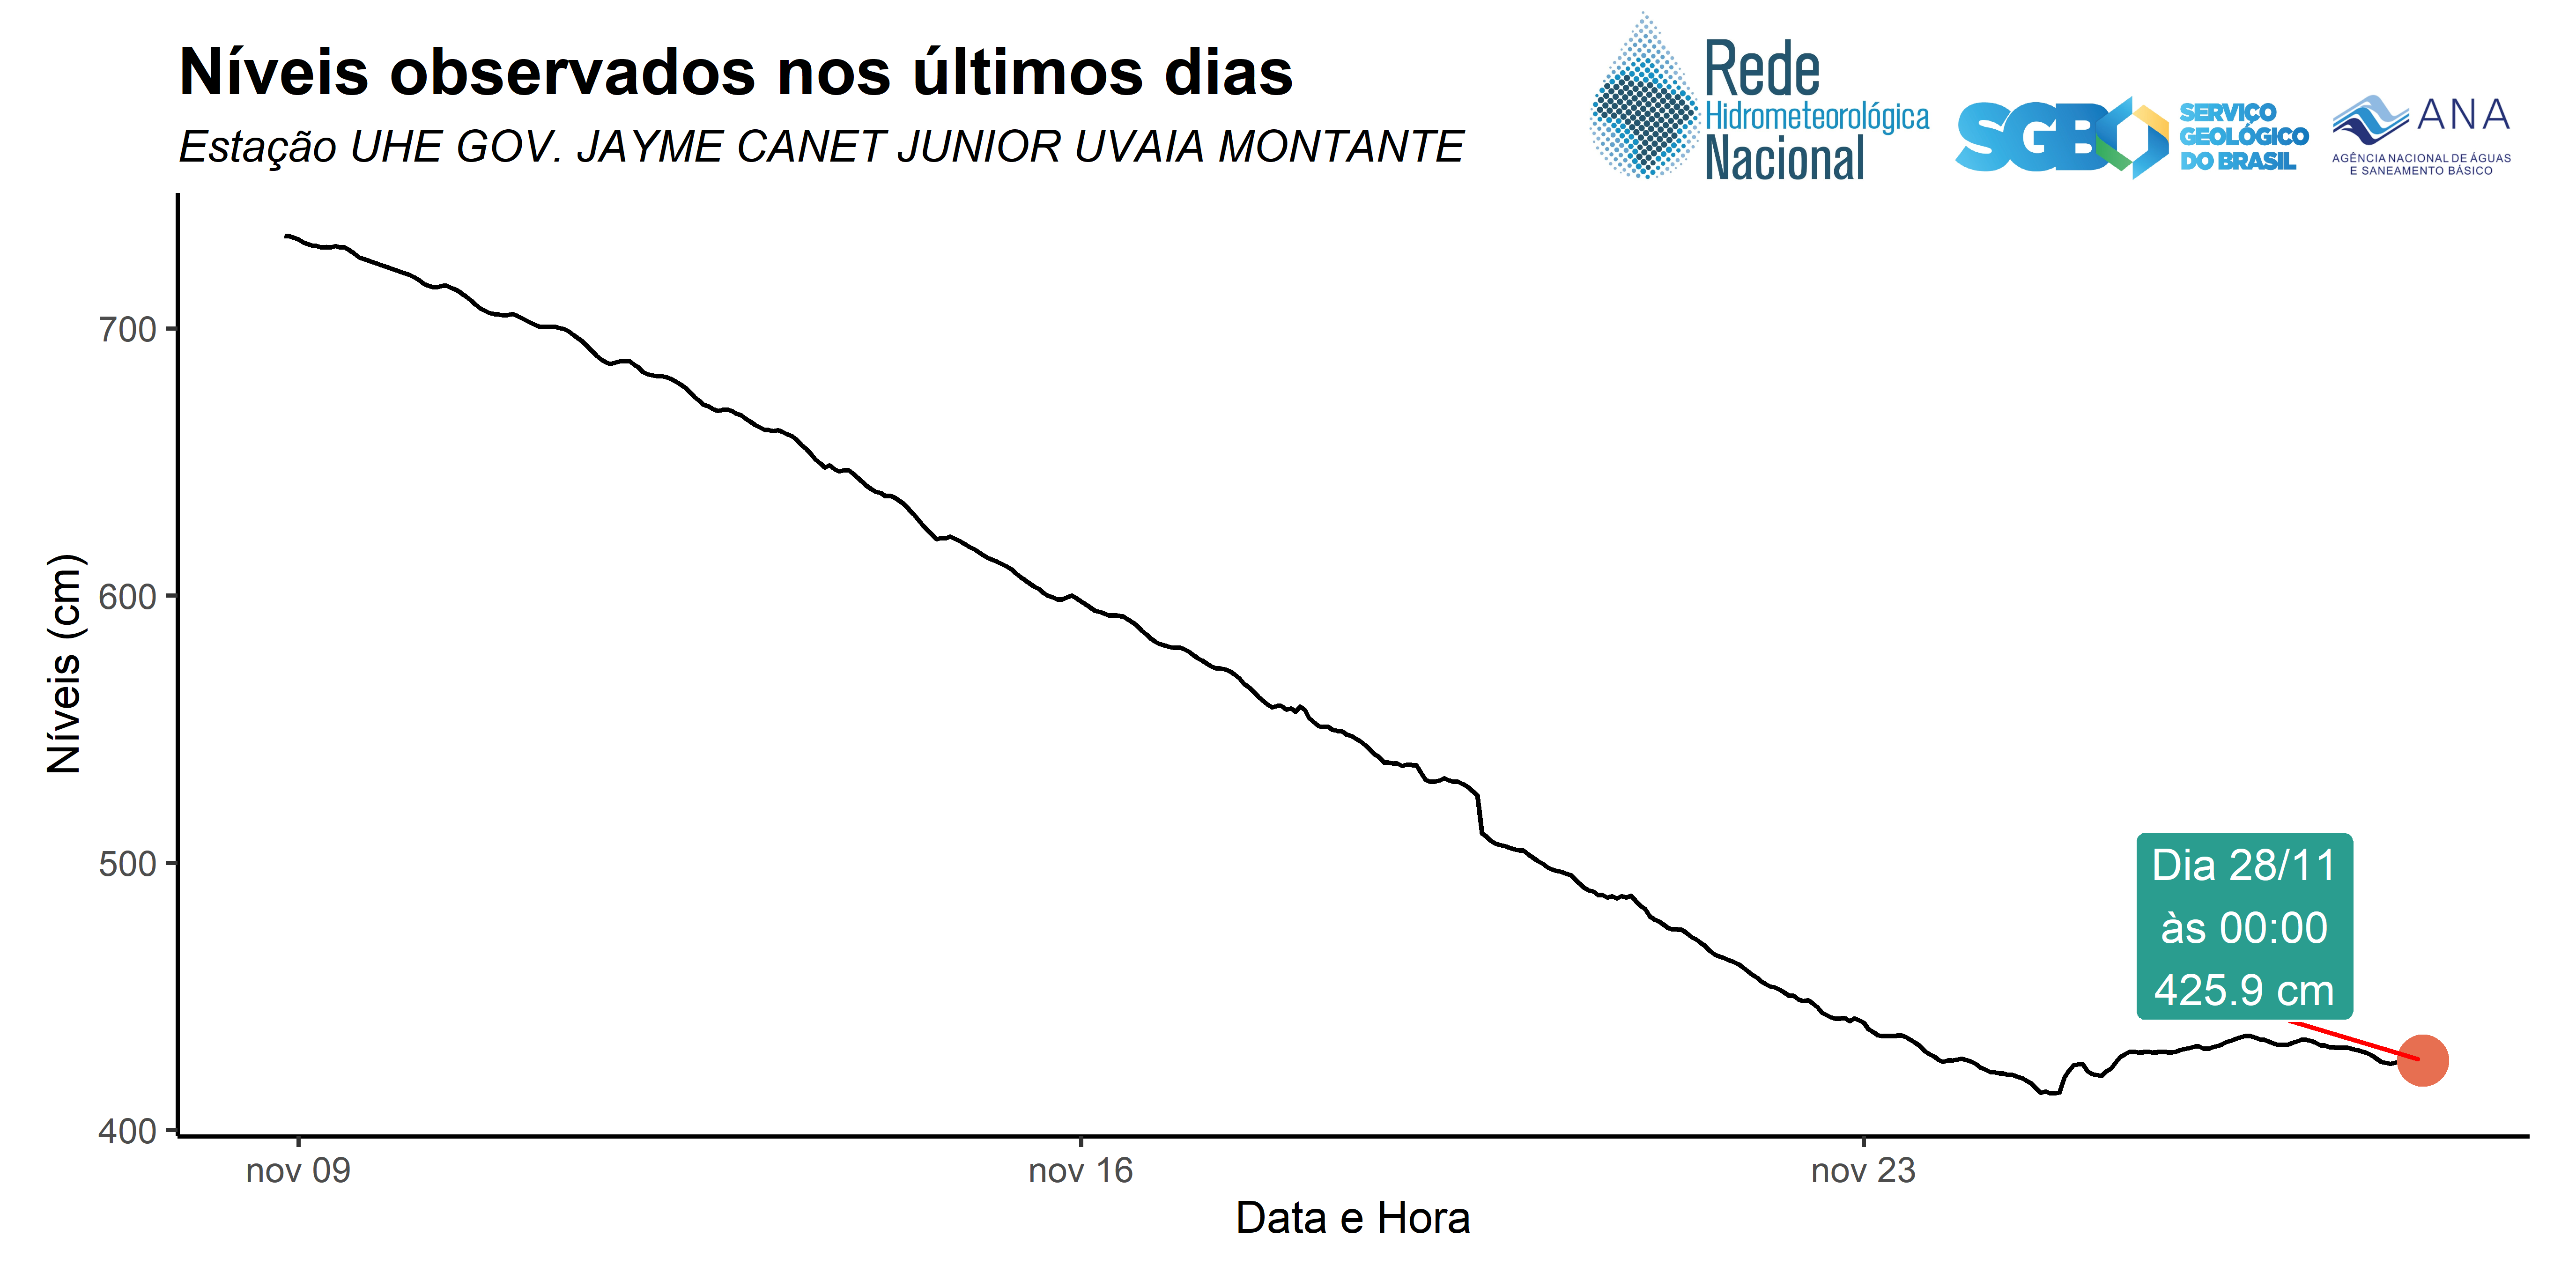 Níveis observados nos últimos dias
Estação UHE GOV. JAYME CANET JUNIOR UVAIA MONTANTE
Rede
Hidrometeorológica
Nacional
SGB
SERVIÇO
GEOLÓGICO
DO BRASIL
ANA
AGÊNCIA NACIONAL DE ÁGUAS
E SANEAMENTO BÁSICO
Níveis (cm)
700
600
500
400
Dia 28/11
às 00:00
425.9 cm
nov 09
nov 16
nov 23
Data e Hora